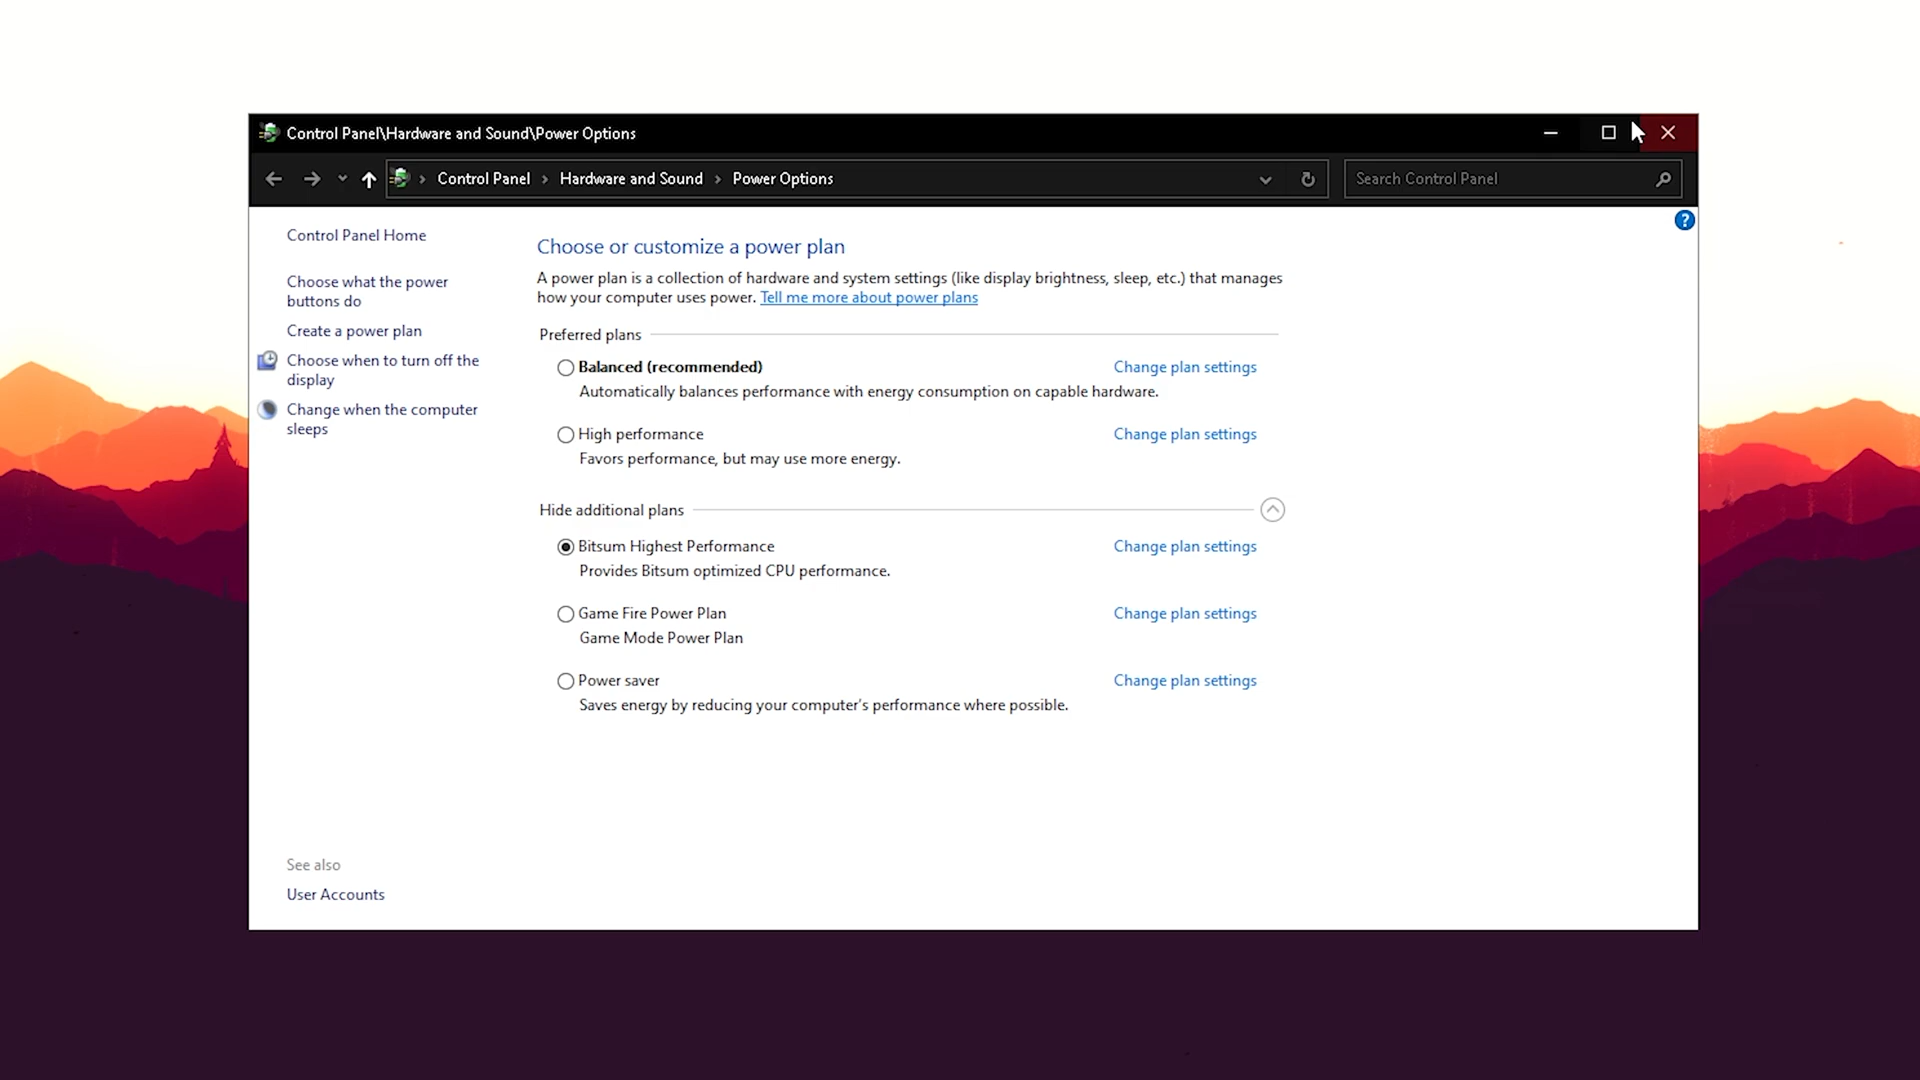 Control Panel\Hardware and Sound\Power Options
Control Panel > Hardware and Sound > Power Options
Search Control Panel
?
Control Panel Home
Choose what the power
buttons do
Create a power plan
Choose when to turn off the
display
Change when the computer
sleeps
See also
User Accounts
Choose or customize a power plan
A power plan is a collection of hardware and system settings (like display brightness, sleep, etc.) that manages
how your computer uses power. Tell me more about power plans
Preferred plans
Balanced (recommended) Change plan settings
Automatically balances performance with energy consumption on capable hardware.
High performance Change plan settings
Favors performance, but may use more energy.
Hide additional plans
Bitsum Highest Performance Change plan settings
Provides Bitsum optimized CPU performance.
Game Fire Power Plan Change plan settings
Game Mode Power Plan
Power saver Change plan settings
Saves energy by reducing your computer's performance where possible.